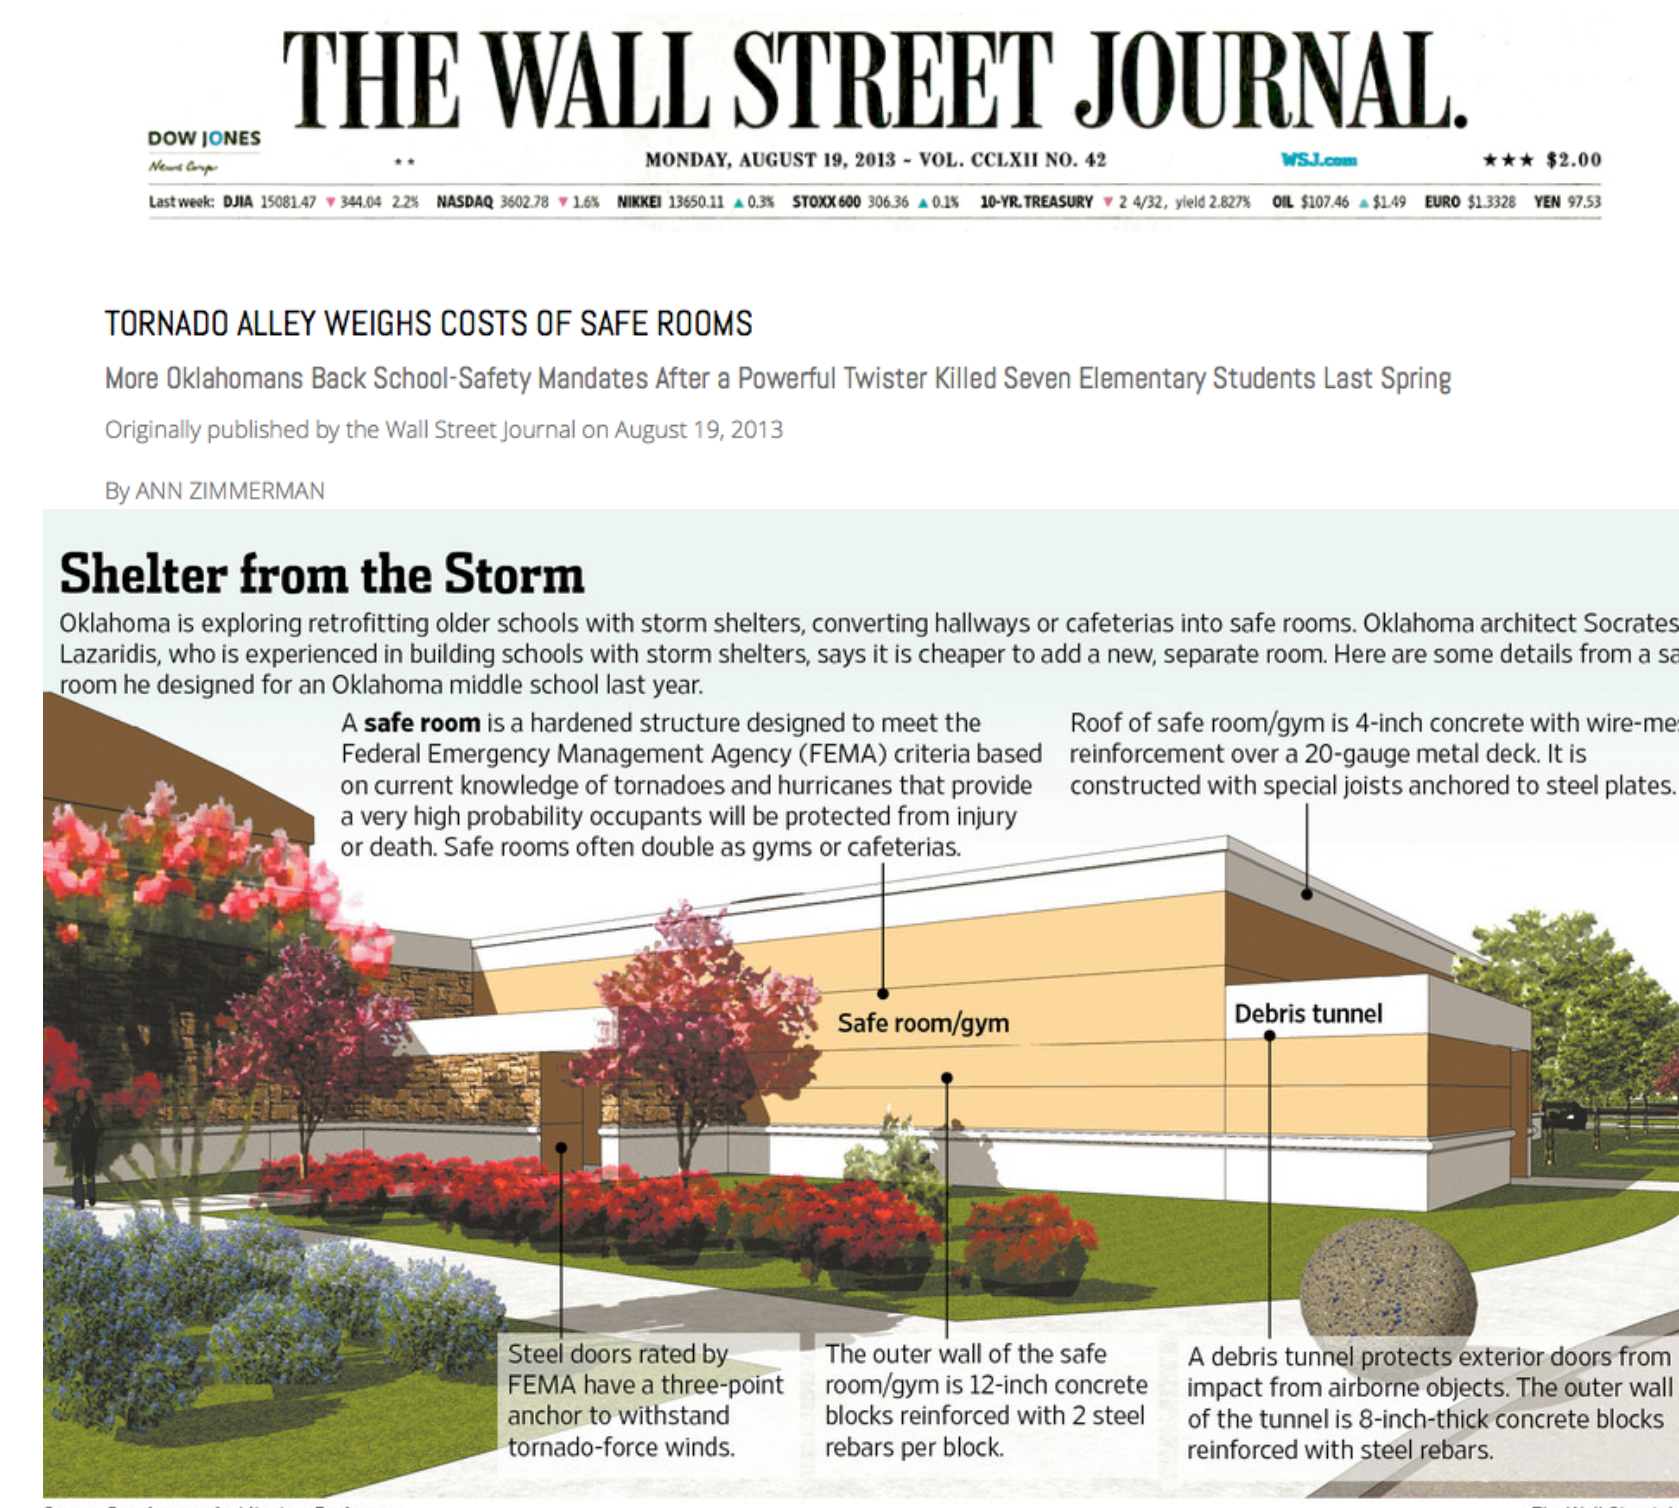 THE WALL STREET JOURNAL.
DOW JONES
News Corp
** MONDAY, AUGUST 19, 2013 ~ VOL. CCLXII NO. 42 WSJ.com ★★★ $2.00
Last week: DJIA 15081.47 ▼ 344.04 2.2% NASDAQ 3602.78 ▼ 1.6% NIKKEI 13650.11 ▲ 0.3% STOXX 600 306.36 ▲ 0.1% 10-YR. TREASURY ▼ 2 4/32, yield 2.827% OIL $107.46 ▲ $1.49 EURO $1.3328 YEN 97.53
TORNADO ALLEY WEIGHS COSTS OF SAFE ROOMS
More Oklahomans Back School-Safety Mandates After a Powerful Twister Killed Seven Elementary Students Last Spring
Originally published by the Wall Street Journal on August 19, 2013
By ANN ZIMMERMAN
Shelter from the Storm
Oklahoma is exploring retrofitting older schools with storm shelters, converting hallways or cafeterias into safe rooms. Oklahoma architect Socrates
Lazaridis, who is experienced in building schools with storm shelters, says it is cheaper to add a new, separate room. Here are some details from a sa
room he designed for an Oklahoma middle school last year.
A safe room is a hardened structure designed to meet the
Federal Emergency Management Agency (FEMA) criteria based
on current knowledge of tornadoes and hurricanes that provide
a very high probability occupants will be protected from injury
or death. Safe rooms often double as gyms or cafeterias.
Roof of safe room/gym is 4-inch concrete with wire-me
reinforcement over a 20-gauge metal deck. It is
constructed with special joists anchored to steel plates.
Safe room/gym
Debris tunnel
Steel doors rated by
FEMA have a three-point
anchor to withstand
tornado-force winds.
The outer wall of the safe
room/gym is 12-inch concrete
blocks reinforced with 2 steel
rebars per block.
A debris tunnel protects exterior doors from
impact from airborne objects. The outer wall
of the tunnel is 8-inch-thick concrete blocks
reinforced with steel rebars.